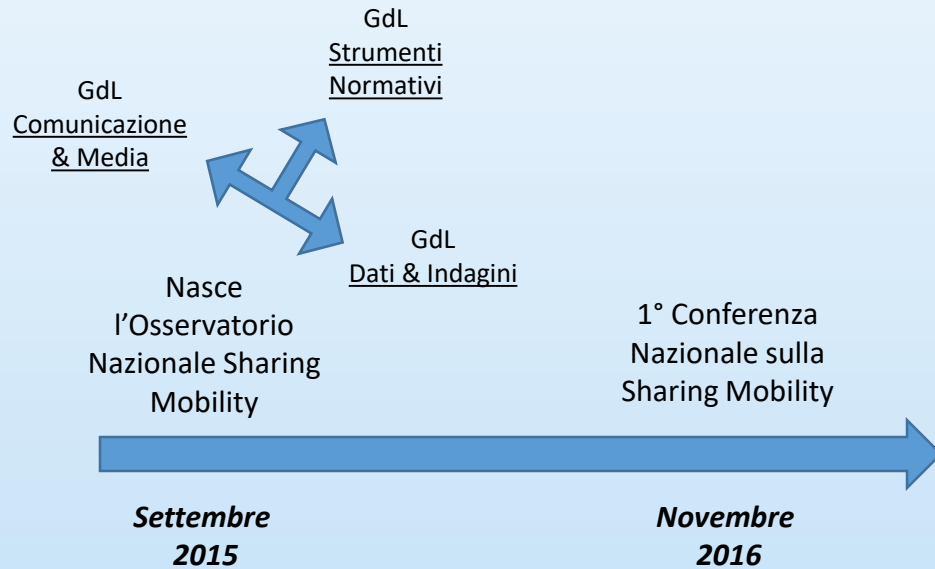 GdL
Strumenti
Normativi
GdL
Comunicazione
& Media
GdL
Dati & Indagini
Nasce
l’Osservatorio
Nazionale Sharing
Mobility
1° Conferenza
Nazionale sulla
Sharing Mobility
Settembre
2015
Novembre
2016